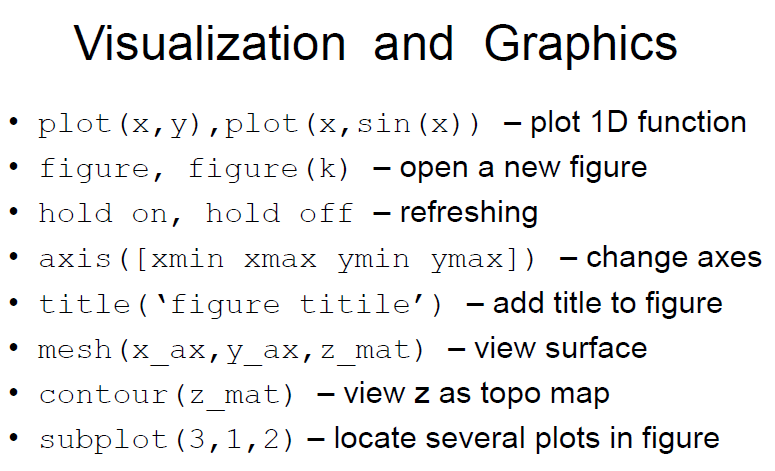 Visualization and Graphics
• plot(x,y),plot(x,sin(x)) – plot 1D function
• figure, figure(k) – open a new figure
• hold on, hold off – refreshing
• axis([xmin xmax ymin ymax]) – change axes
• title(‘figure titile’) – add title to figure
• mesh(x_ax,y_ax,z_mat) – view surface
• contour(z_mat) – view z as topo map
• subplot(3,1,2) – locate several plots in figure